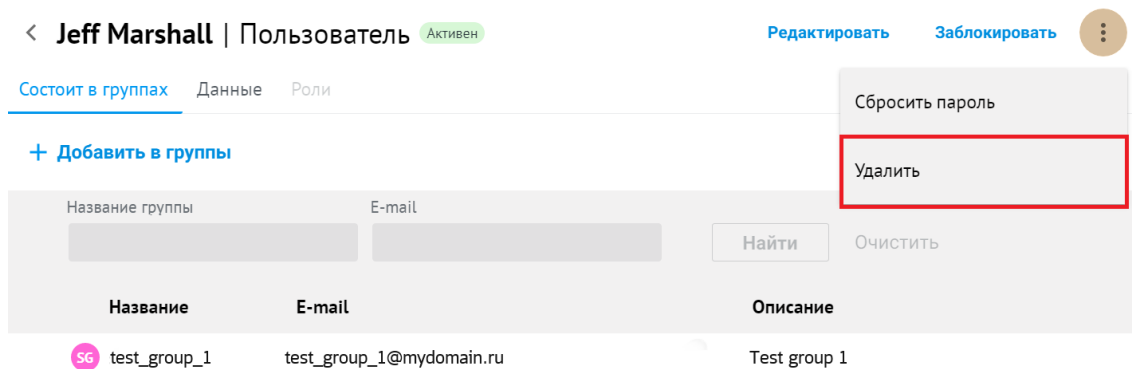 Jeff Marshall | Пользователь Активен Редактировать Заблокировать
Состоит в группах Данные Роли
Сбросить пароль
+ Добавить в группы
Удалить
Название группы E-mail
Найти Очистить
Название E-mail Описание
SG test_group_1 test_group_1@mydomain.ru Test group 1